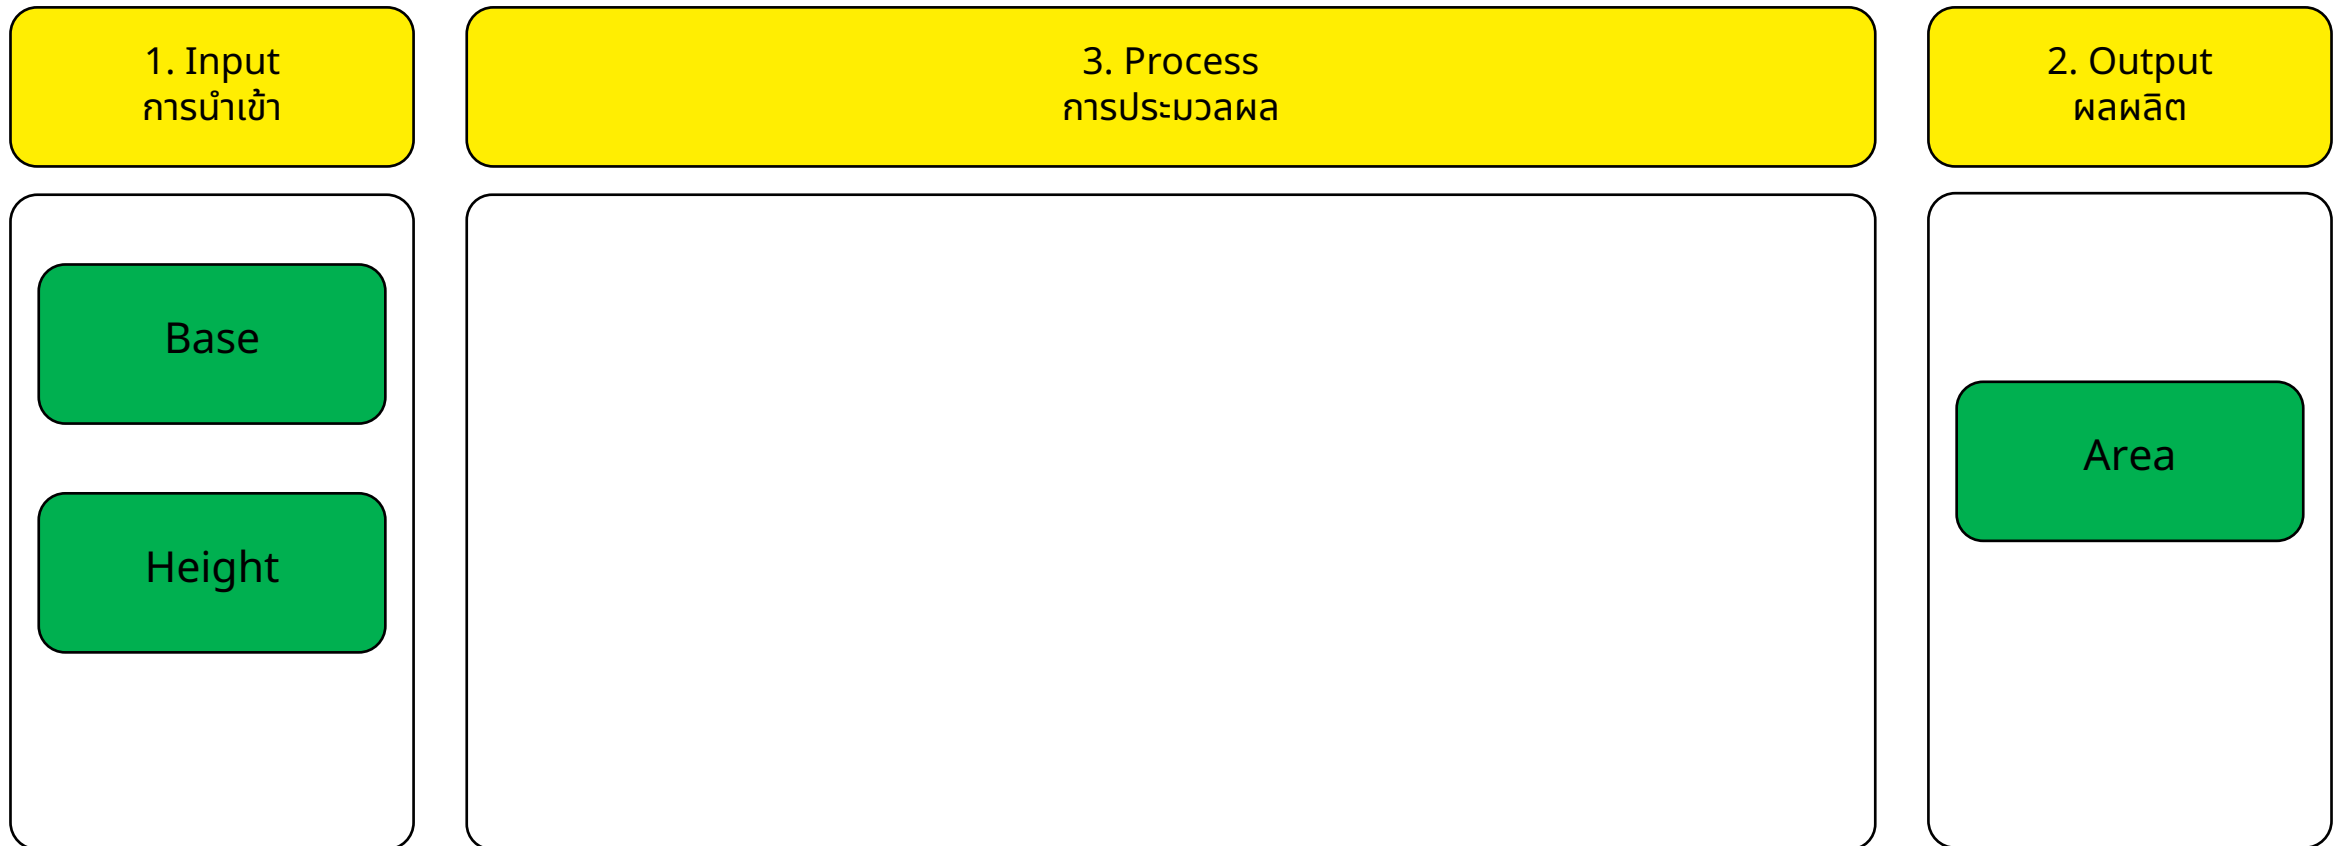 1. Input
การนำเข้า
3. Process
การประมวลผล
2. Output
ผลผลิต
Base
Height
Area